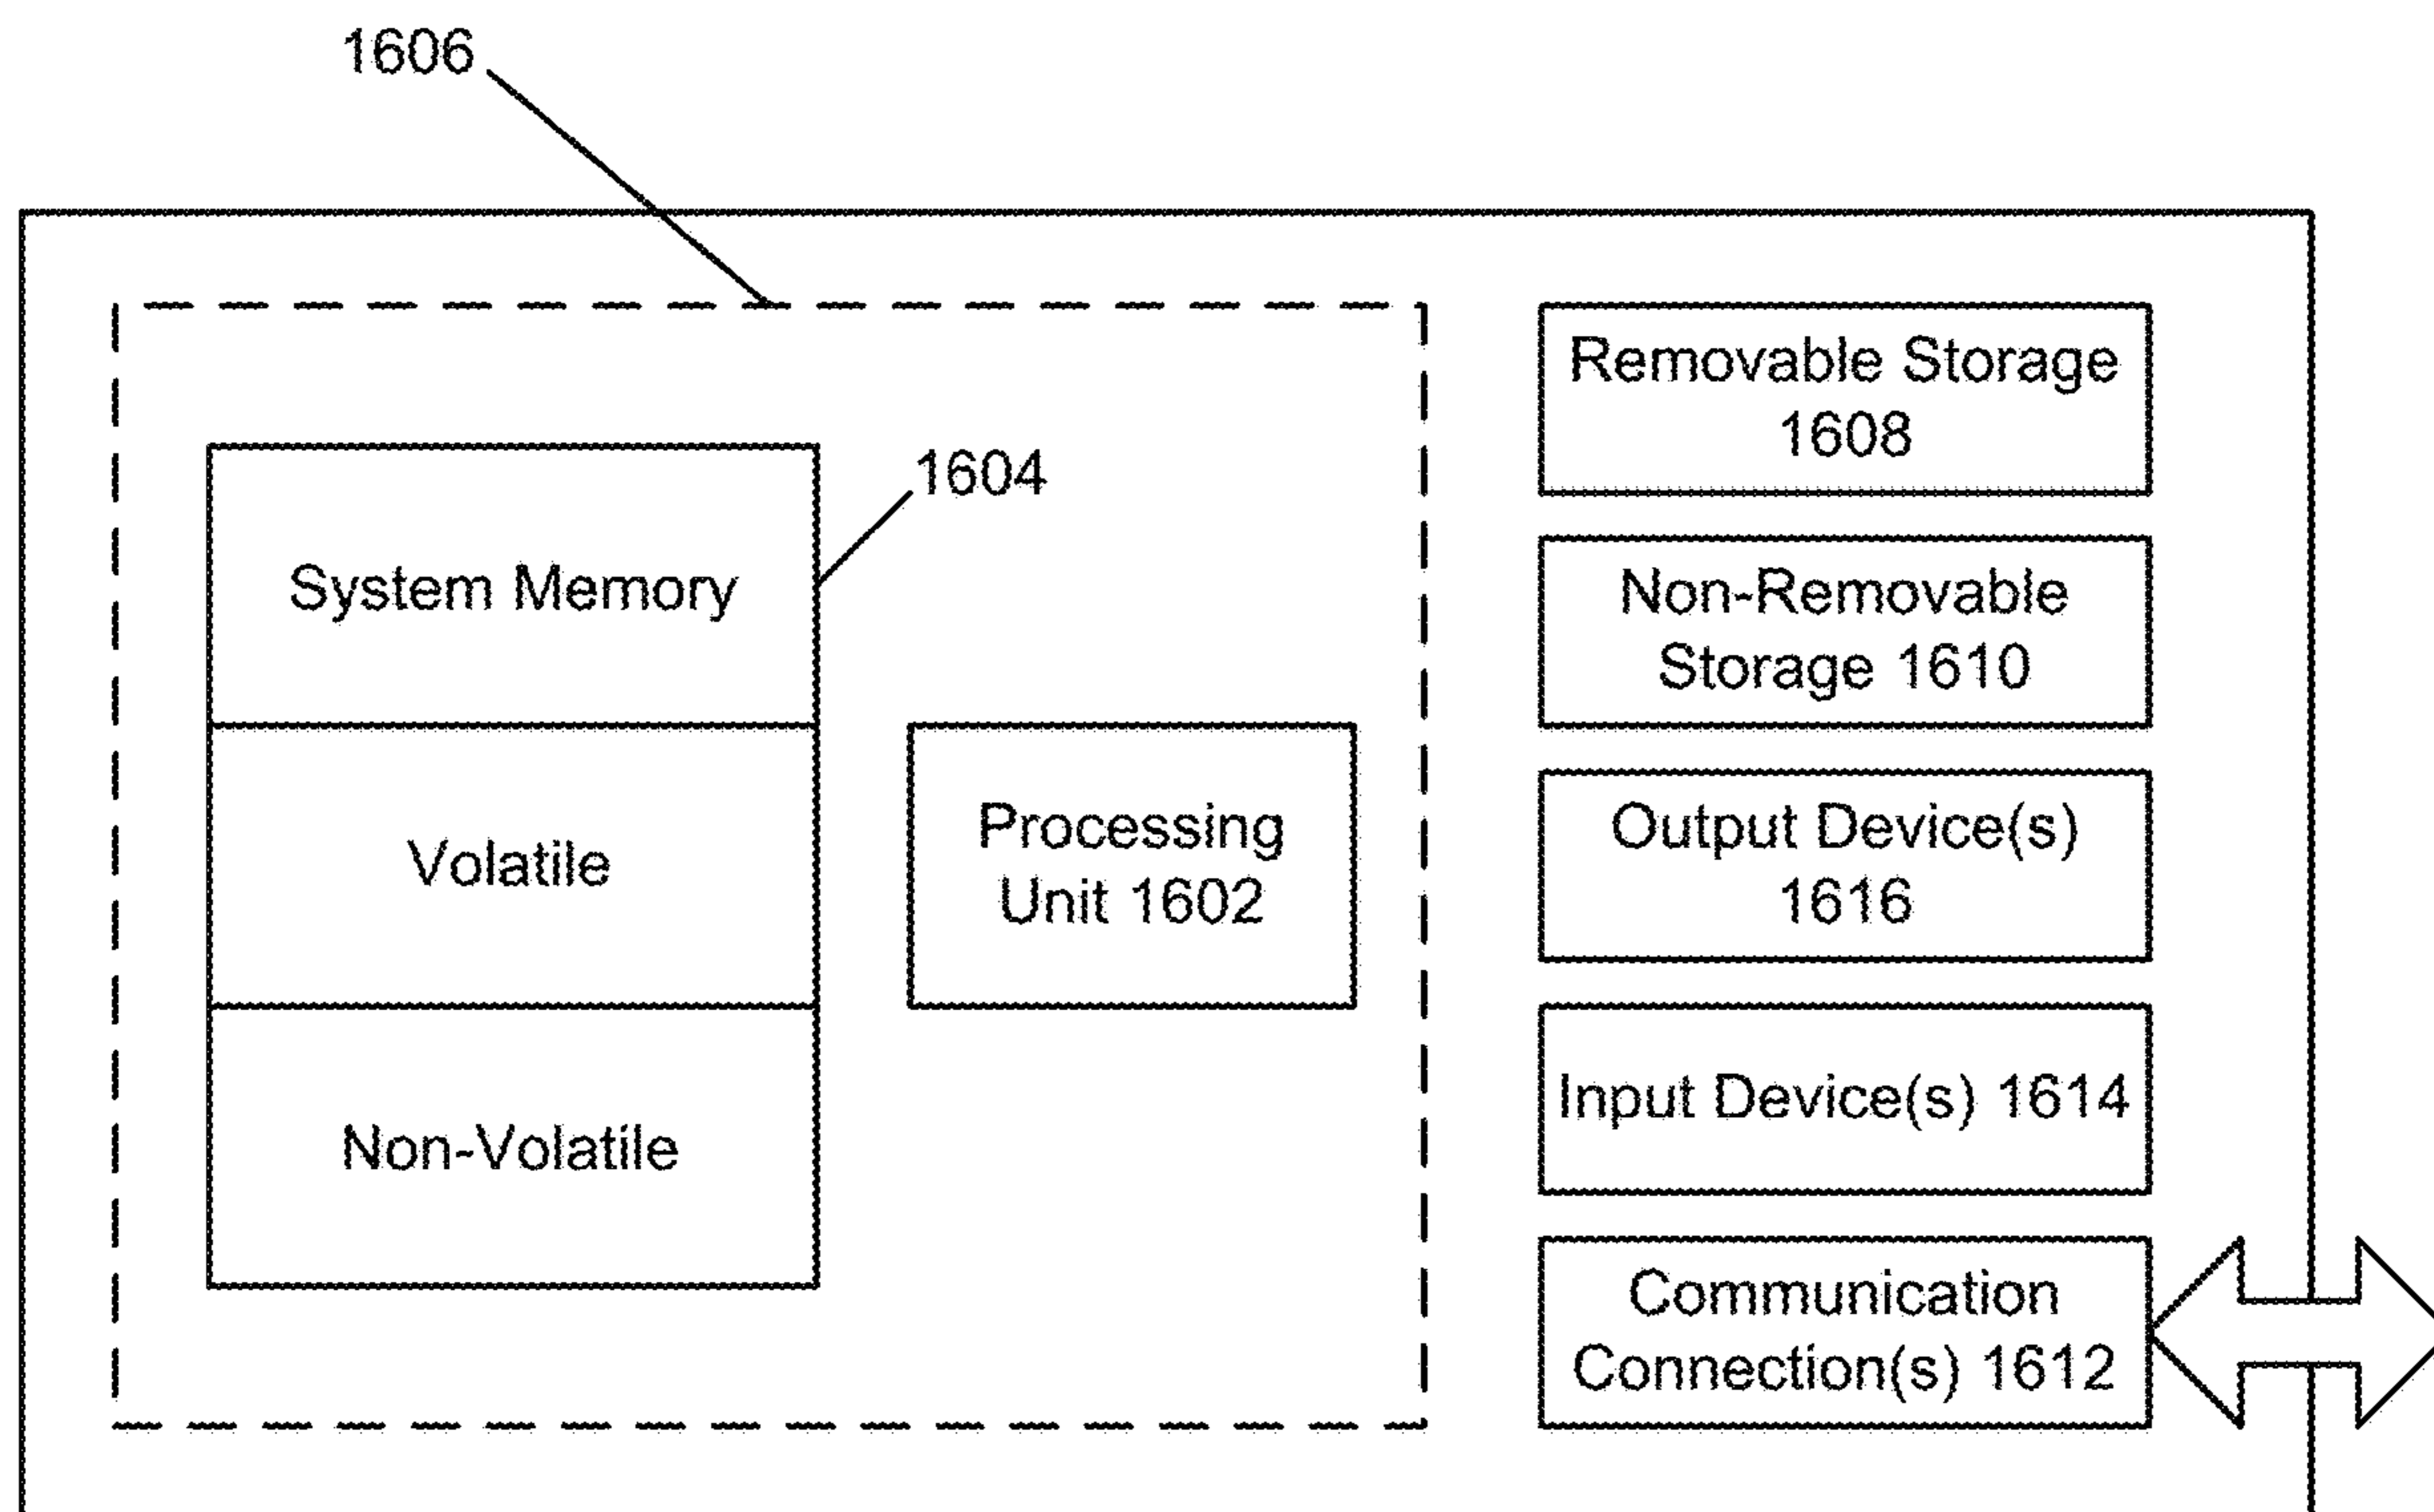 1606
1604
System Memory
Volatile
Non-Volatile
Processing
Unit 1602
Removable Storage
1608
Non-Removable
Storage 1610
Output Device(s)
1616
Input Device(s) 1614
Communication
Connection(s) 1612